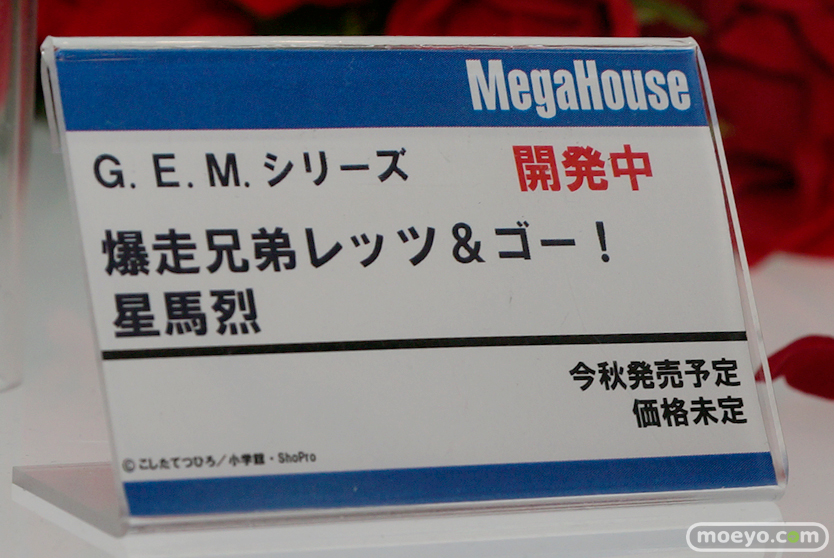 MegaHouse
G.E.M.シリーズ 開発中
爆走兄弟レッツ&ゴー!
星馬烈
今秋発売予定
価格未定
©こしたてつひろ/小学館・ShoPro
moeyo.com